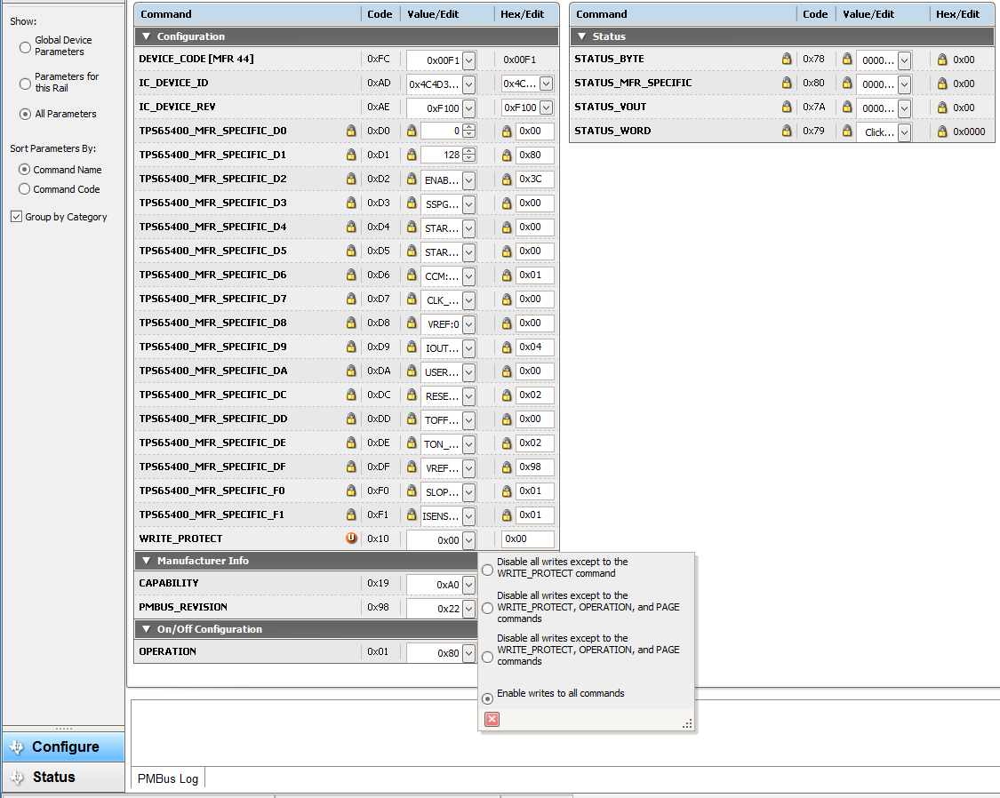 Show:
Global Device
Parameters
Parameters for
this Rail
All Parameters
Sort Parameters By:
Command Name
Command Code
Group by Category
Configure
Status
Command Code Value/Edit Hex/Edit
Configuration
DEVICE_CODE [MFR 44] 0xFC 0x00F1 0x00F1
IC_DEVICE_ID 0xAD 0x4C4D3... 0x4C...
IC_DEVICE_REV 0xAE 0xF100 0xF100
TPS65400_MFR_SPECIFIC_D0 0xD0 0 0x00
TPS65400_MFR_SPECIFIC_D1 0xD1 128 0x80
TPS65400_MFR_SPECIFIC_D2 0xD2 ENAB... 0x3C
TPS65400_MFR_SPECIFIC_D3 0xD3 SSPG... 0x00
TPS65400_MFR_SPECIFIC_D4 0xD4 STAR... 0x00
TPS65400_MFR_SPECIFIC_D5 0xD5 STAR... 0x00
TPS65400_MFR_SPECIFIC_D6 0xD6 CCM:... 0x01
TPS65400_MFR_SPECIFIC_D7 0xD7 CLK_... 0x00
TPS65400_MFR_SPECIFIC_D8 0xD8 VREF:0 0x00
TPS65400_MFR_SPECIFIC_D9 0xD9 IOUT... 0x04
TPS65400_MFR_SPECIFIC_DA 0xDA USER... 0x00
TPS65400_MFR_SPECIFIC_DC 0xDC RESE... 0x02
TPS65400_MFR_SPECIFIC_DD 0xDD TOFF... 0x00
TPS65400_MFR_SPECIFIC_DE 0xDE TON_... 0x02
TPS65400_MFR_SPECIFIC_DF 0xDF VREF... 0x98
TPS65400_MFR_SPECIFIC_F0 0xF0 SLOP... 0x01
TPS65400_MFR_SPECIFIC_F1 0xF1 ISENS... 0x01
WRITE_PROTECT U 0x10 0x00 0x00
Manufacturer Info
CAPABILITY 0x19 0xA0
PMBUS_REVISION 0x98 0x22
On/Off Configuration
OPERATION 0x01 0x80
Disable all writes except to the
WRITE_PROTECT command
Disable all writes except to the
WRITE_PROTECT, OPERATION, and PAGE
commands
Disable all writes except to the
WRITE_PROTECT, OPERATION, and PAGE
commands
Enable writes to all commands
Command Code Value/Edit Hex/Edit
Status
STATUS_BYTE 0x78 0000... 0x00
STATUS_MFR_SPECIFIC 0x80 0000... 0x00
STATUS_VOUT 0x7A 0000... 0x00
STATUS_WORD 0x79 Click... 0x0000
PMBus Log